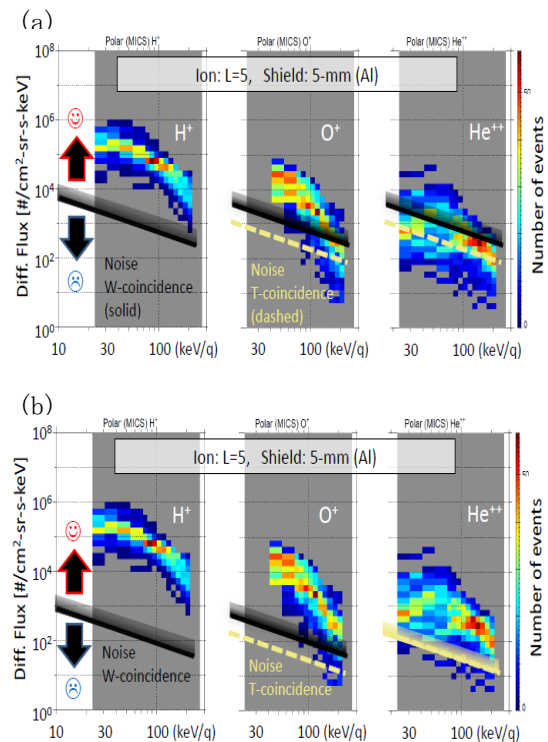 (a)
Polar (MICS) H+
Polar (MICS) O+
Polar (MICS) He++
Ion: L=5, Shield: 5-mm (Al)
Diff. Flux [#/cm²-sr-s-keV]
10⁸
10⁶
10⁴
10²
10⁰
H+
O+
He++
Noise
W-coincidence
(solid)
Noise
T-coincidence
(dashed)
10 30 100 (keV/q)
30 100 (keV/q)
30 100 (keV/q)
50
0
Number of events
(b)
Polar (MICS) H+
Polar (MICS) O+
Polar (MICS) He++
Ion: L=5, Shield: 5-mm (Al)
Diff. Flux [#/cm²-sr-s-keV]
10⁸
10⁶
10⁴
10²
10⁰
H+
O+
He++
Noise
W-coincidence
Noise
T-coincidence
10 30 100 (keV/q)
30 100 (keV/q)
30 100 (keV/q)
0
Number of events